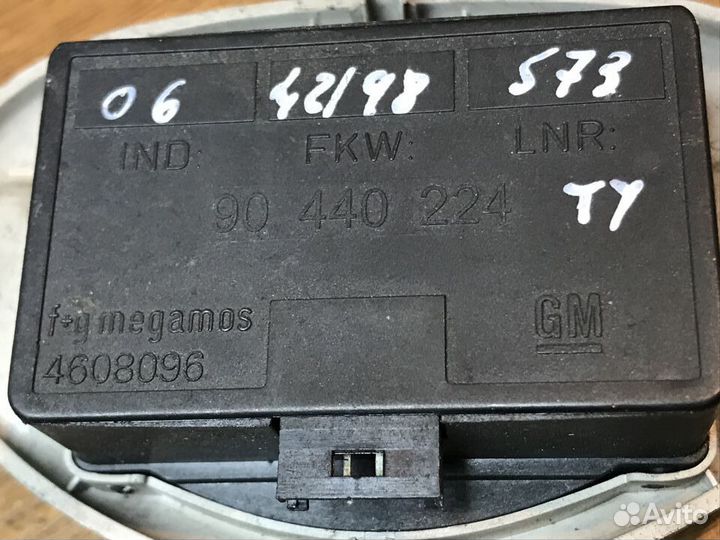 06 42/98 573
IND: FKW: LNR:
90 440 224 TY
f+g megamos GM
4608096
Avito